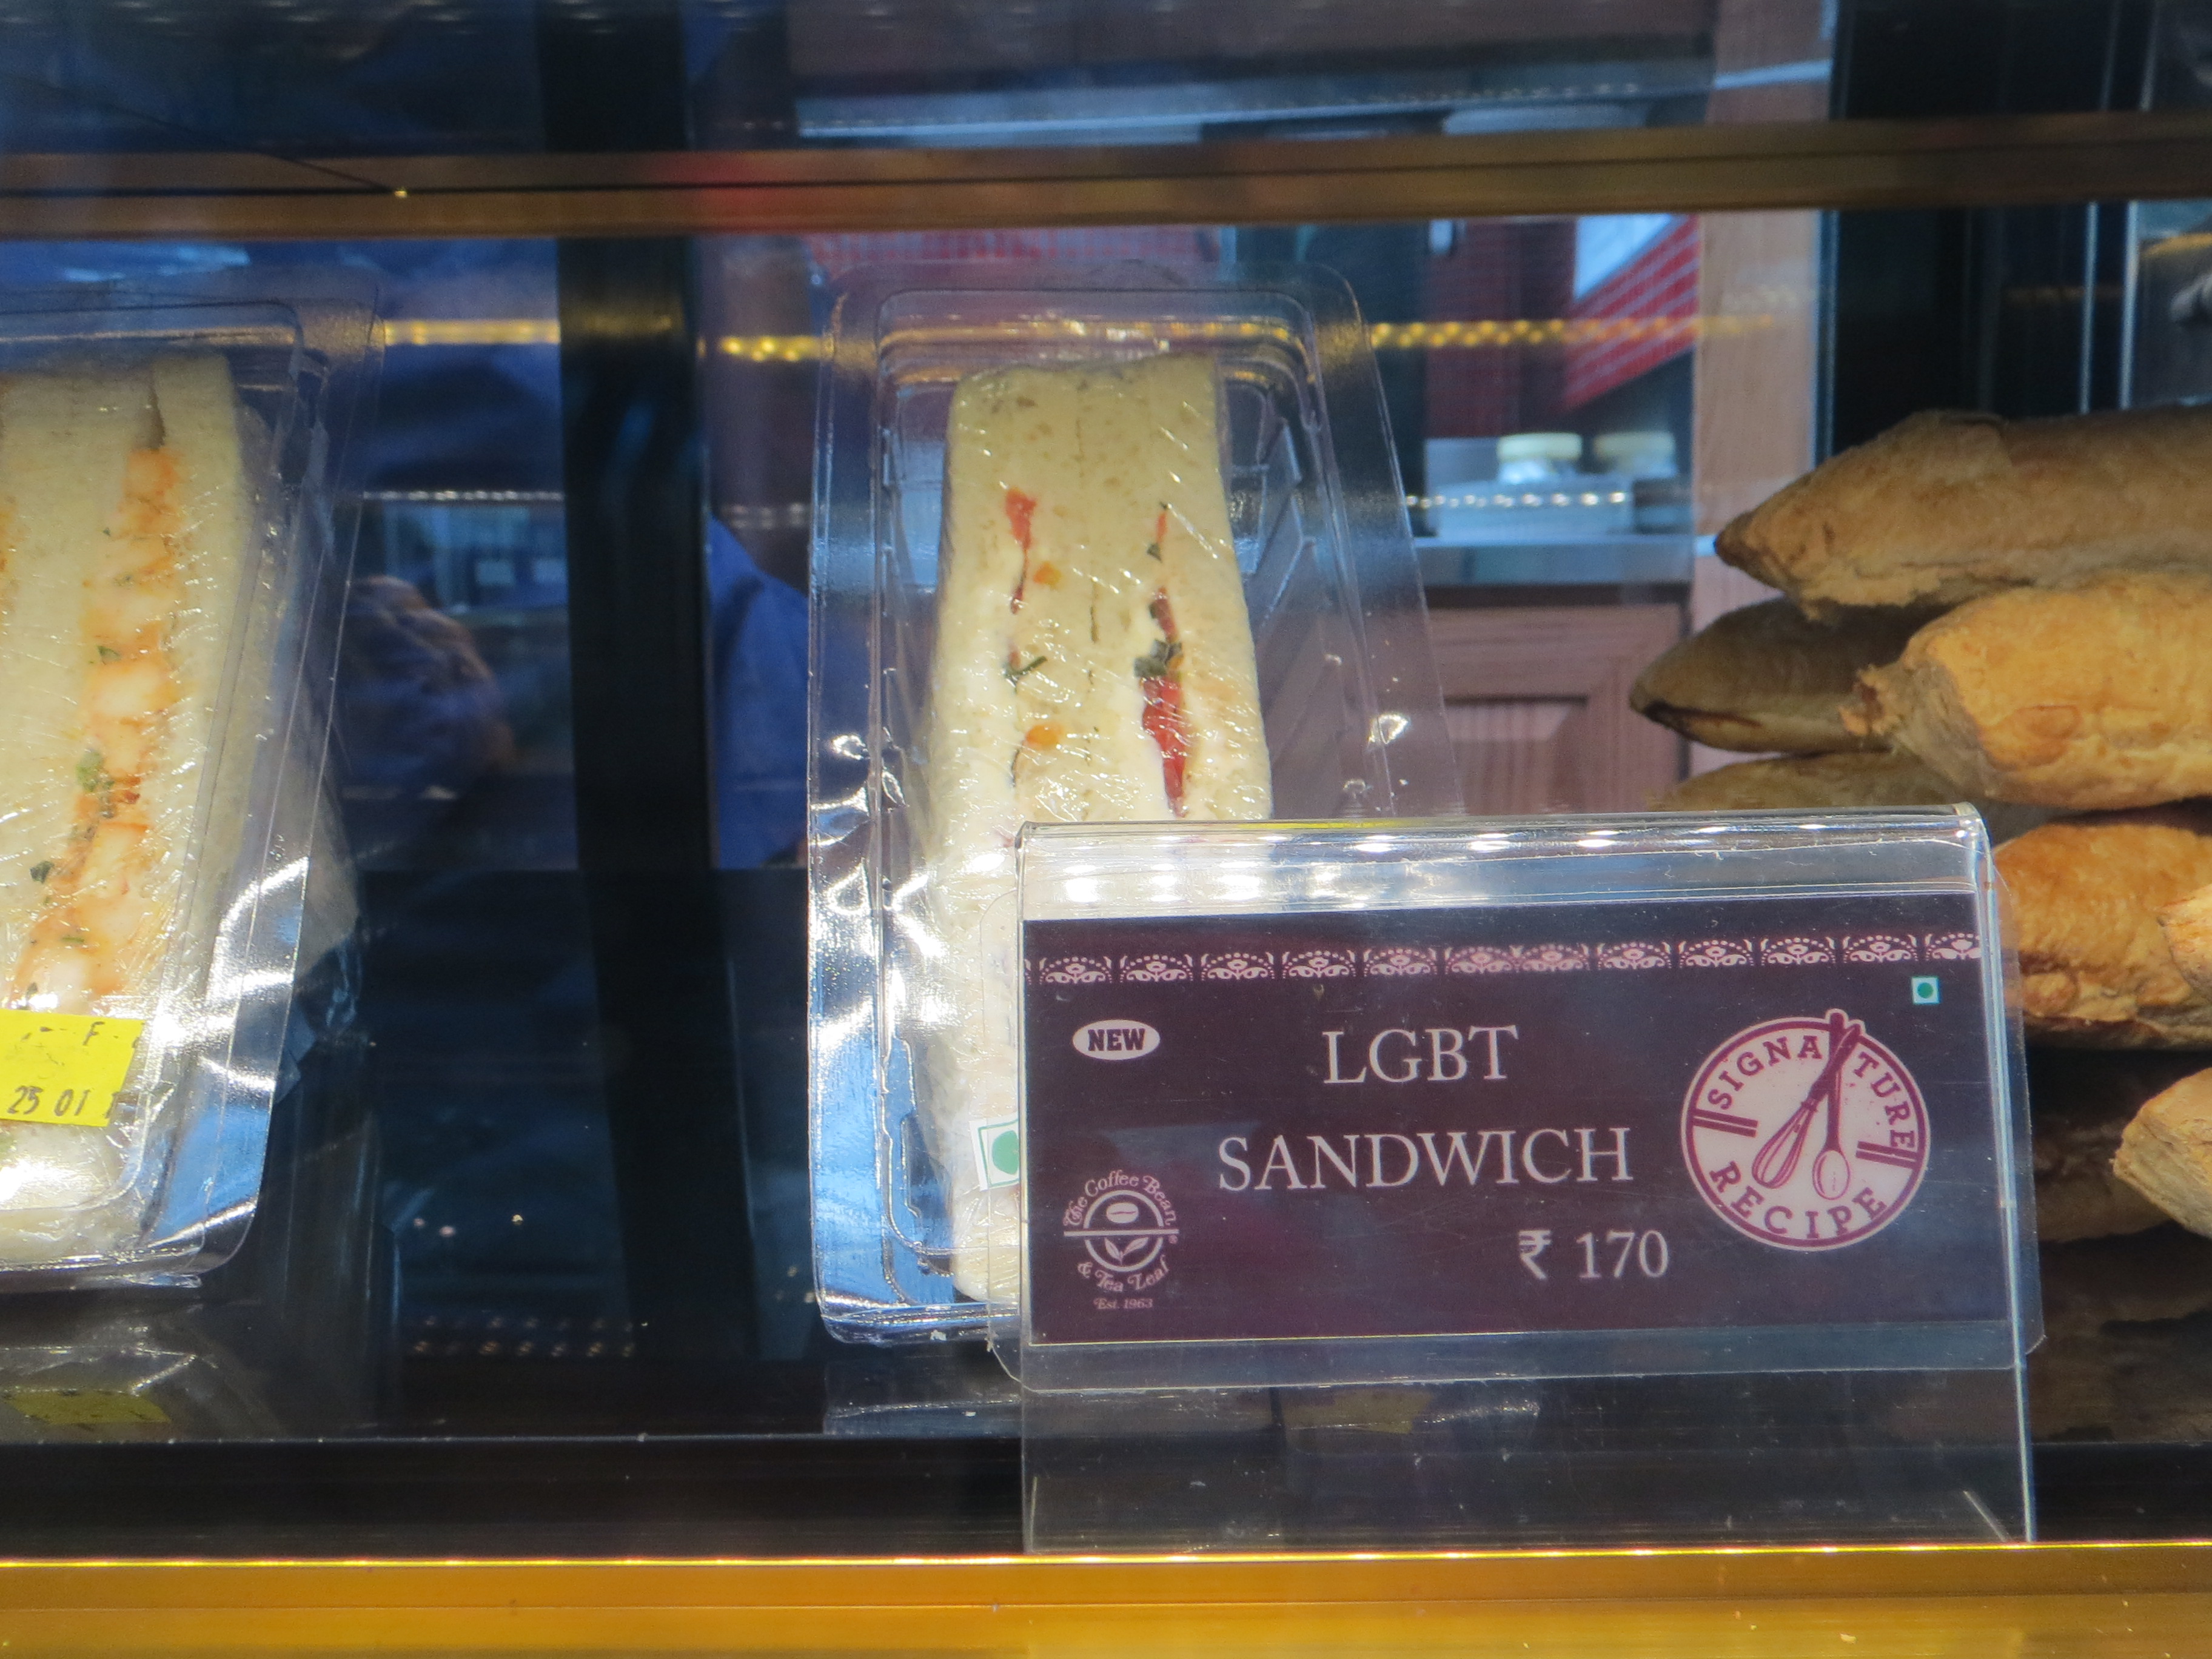 NEW
LGBT
SANDWICH
₹ 170
The Coffee Bean
& Tea Leaf
Est. 1963
SIGNATURE
RECIPE
25 01